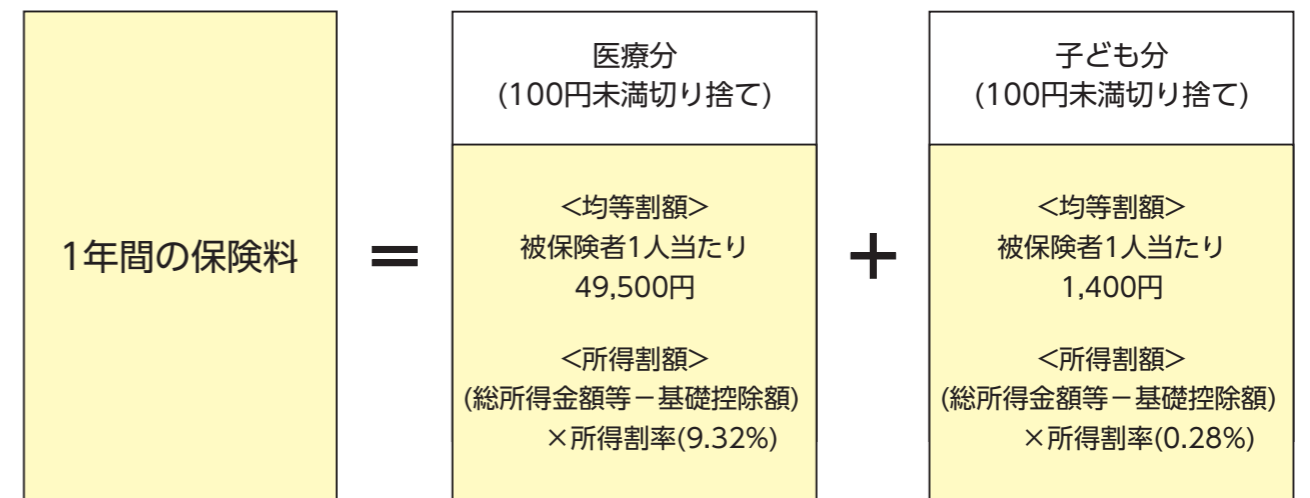 1年間の保険料
＝
医療分
(100円未満切り捨て)
＜均等割額＞
被保険者1人当たり
49,500円
＜所得割額＞
(総所得金額等－基礎控除額)
×所得割率(9.32%)
＋
子ども分
(100円未満切り捨て)
＜均等割額＞
被保険者1人当たり
1,400円
＜所得割額＞
(総所得金額等－基礎控除額)
×所得割率(0.28%)